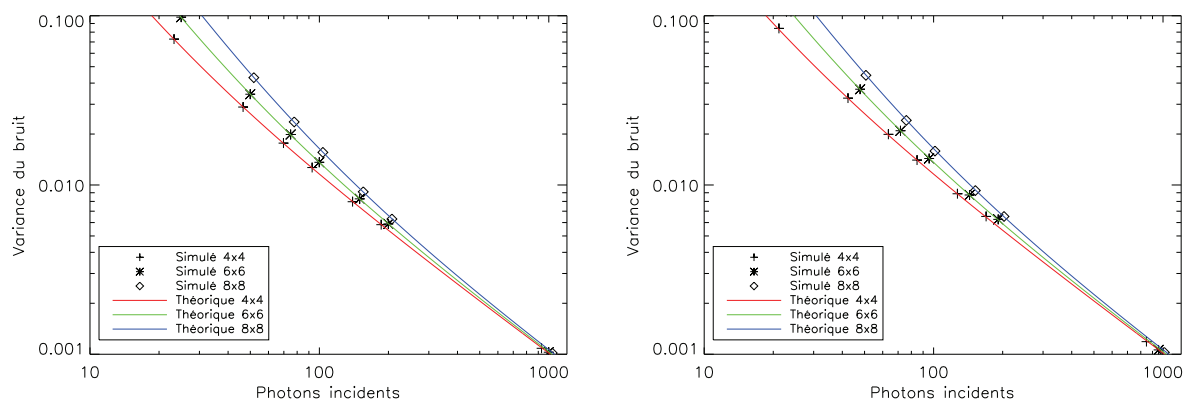 0.100
0.010
0.001
Variance du bruit
Simulé 4x4
Simulé 6x6
Simulé 8x8
Théorique 4x4
Théorique 6x6
Théorique 8x8
10
100
1000
Photons incidents
0.100
0.010
0.001
Variance du bruit
Simulé 4x4
Simulé 6x6
Simulé 8x8
Théorique 4x4
Théorique 6x6
Théorique 8x8
10
100
1000
Photons incidents